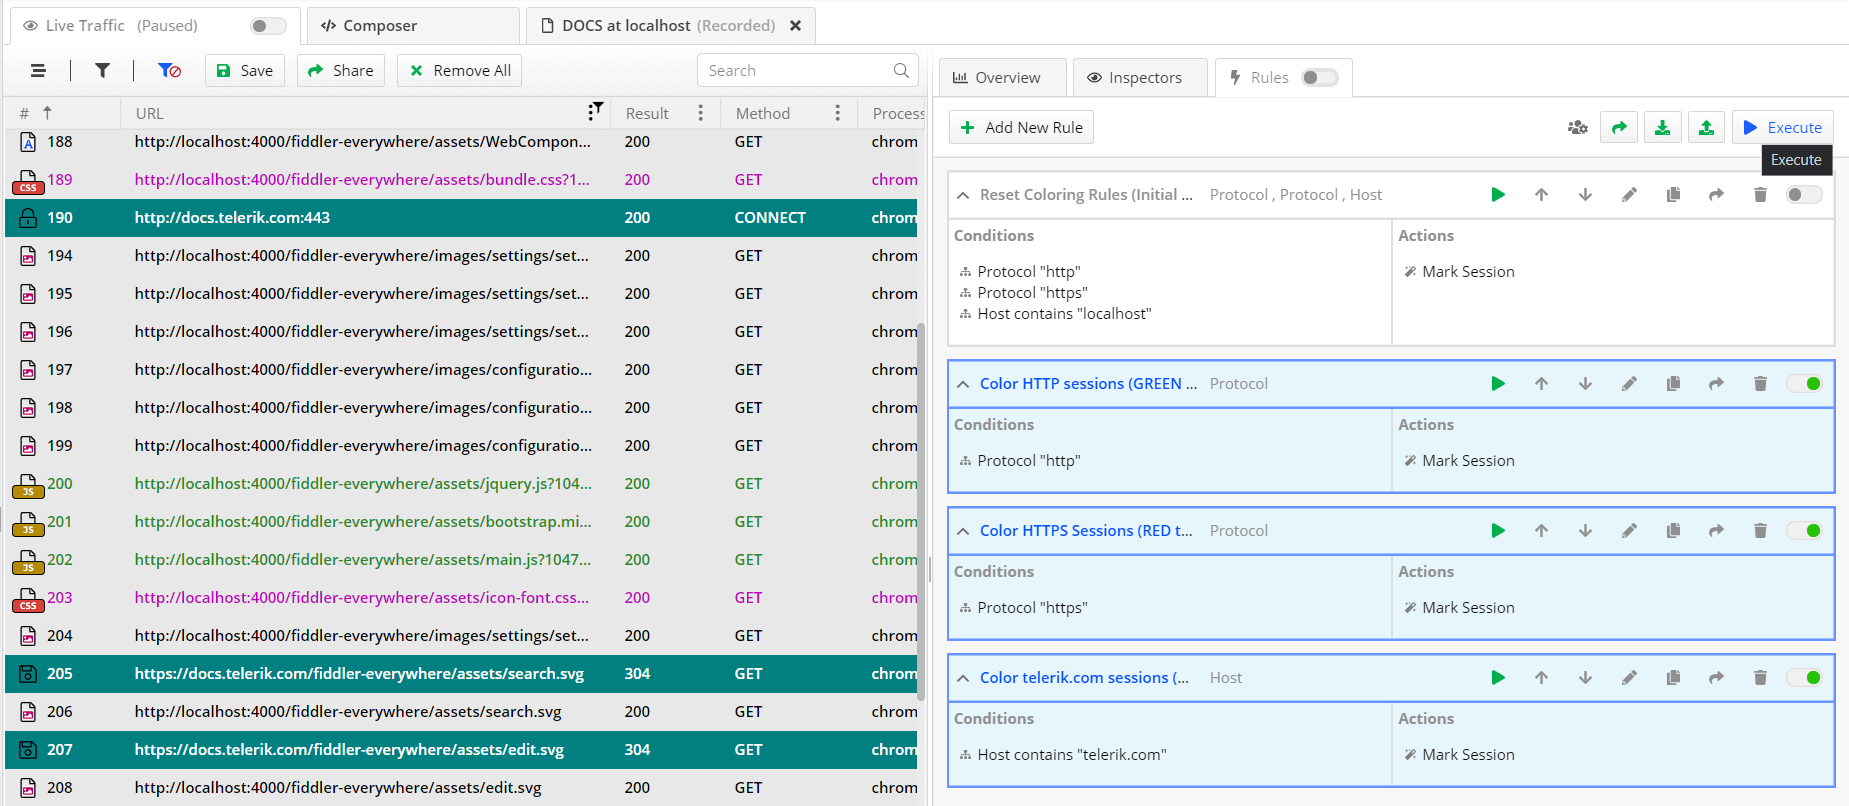 Live Traffic (Paused)
Composer
DOCS at localhost (Recorded)
Save
Share
Remove All
Search
# URL Result Method Process
188 http://localhost:4000/fiddler-everywhere/assets/WebCompon... 200 GET chrom
CSS 189 http://localhost:4000/fiddler-everywhere/assets/bundle.css?1... 200 GET chrom
190 http://docs.telerik.com:443 200 CONNECT chrom
194 http://localhost:4000/fiddler-everywhere/images/settings/set... 200 GET chrom
195 http://localhost:4000/fiddler-everywhere/images/settings/set... 200 GET chrom
196 http://localhost:4000/fiddler-everywhere/images/settings/set... 200 GET chrom
197 http://localhost:4000/fiddler-everywhere/images/configuratio... 200 GET chrom
198 http://localhost:4000/fiddler-everywhere/images/configuratio... 200 GET chrom
199 http://localhost:4000/fiddler-everywhere/images/configuratio... 200 GET chrom
JS 200 http://localhost:4000/fiddler-everywhere/assets/jquery.js?104... 200 GET chrom
JS 201 http://localhost:4000/fiddler-everywhere/assets/bootstrap.mi... 200 GET chrom
JS 202 http://localhost:4000/fiddler-everywhere/assets/main.js?1047... 200 GET chrom
CSS 203 http://localhost:4000/fiddler-everywhere/assets/icon-font.css... 200 GET chrom
204 http://localhost:4000/fiddler-everywhere/images/settings/set... 200 GET chrom
205 https://docs.telerik.com/fiddler-everywhere/assets/search.svg 304 GET chrom
206 http://localhost:4000/fiddler-everywhere/assets/search.svg 200 GET chrom
207 https://docs.telerik.com/fiddler-everywhere/assets/edit.svg 304 GET chrom
208 http://localhost:4000/fiddler-everywhere/assets/edit.svg 200 GET chrom
Overview
Inspectors
Rules
Add New Rule
Execute
Execute
Reset Coloring Rules (Initial ... Protocol , Protocol , Host
Conditions
Protocol "http"
Protocol "https"
Host contains "localhost"
Actions
Mark Session
Color HTTP sessions (GREEN ... Protocol
Conditions
Protocol "http"
Actions
Mark Session
Color HTTPS Sessions (RED t... Protocol
Conditions
Protocol "https"
Actions
Mark Session
Color telerik.com sessions (... Host
Conditions
Host contains "telerik.com"
Actions
Mark Session